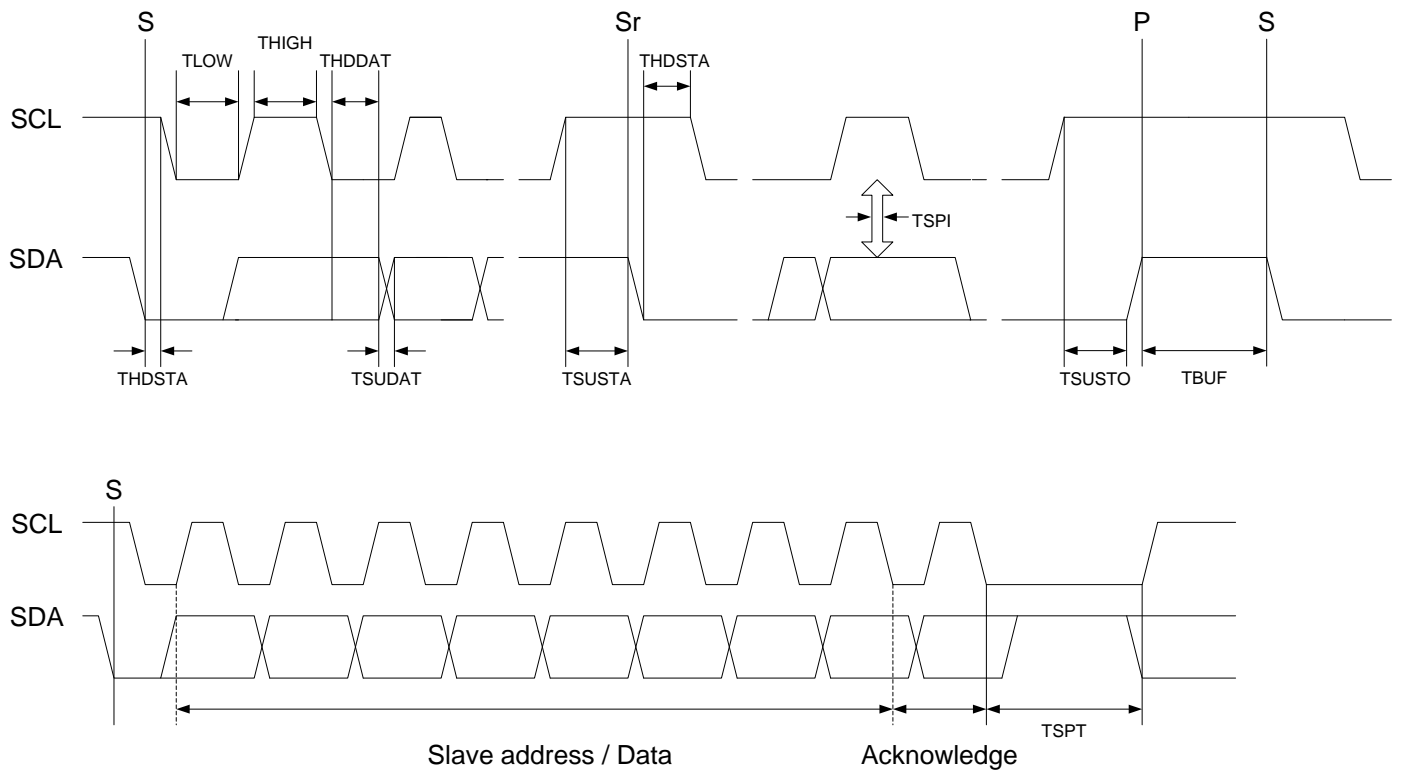 S
Sr
P
S
TLOW
THIGH
THDDAT
THDSTA
SCL
TSPI
SDA
THDSTA
TSUDAT
TSUSTA
TSUSTO
TBUF
S
SCL
SDA
TSPT
Slave address / Data
Acknowledge